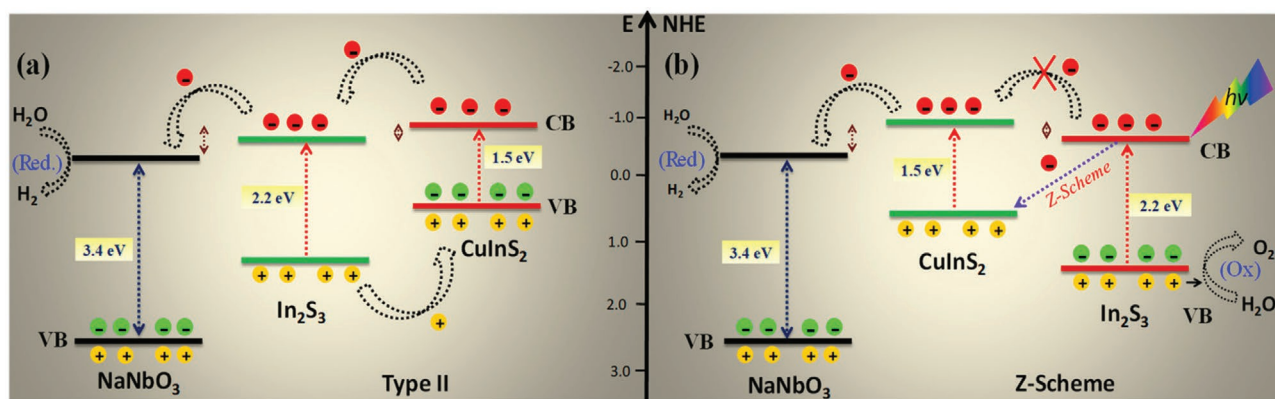 (a)
H₂O
(Red.)
H₂
3.4 eV
VB
NaNbO₃
2.2 eV
In₂S₃
1.5 eV
CB
VB
CuInS₂
Type II
E NHE
-2.0
-1.0
0.0
1.0
2.0
3.0
(b)
H₂O
(Red)
H₂
3.4 eV
VB
NaNbO₃
1.5 eV
CuInS₂
Z-Scheme
hν
CB
2.2 eV
In₂S₃
VB
O₂
(Ox)
H₂O
Z-Scheme